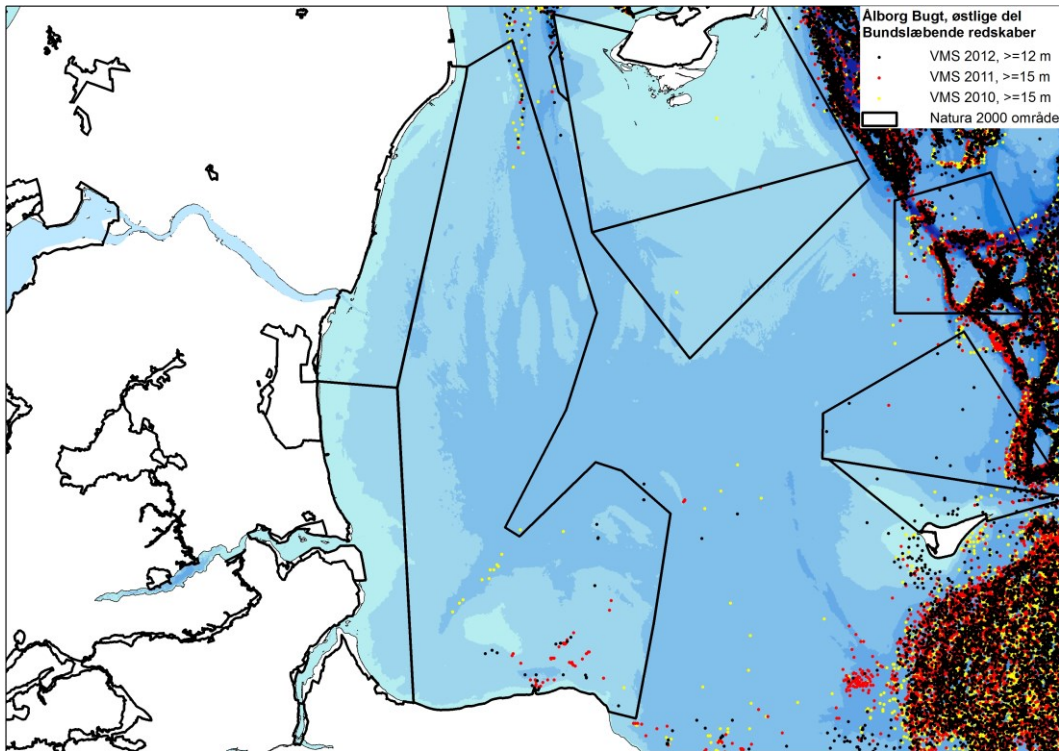 Ålborg Bugt, østlige del
Bundslæbende redskaber
VMS 2012, >=12 m
VMS 2011, >=15 m
VMS 2010, >=15 m
Natura 2000 område